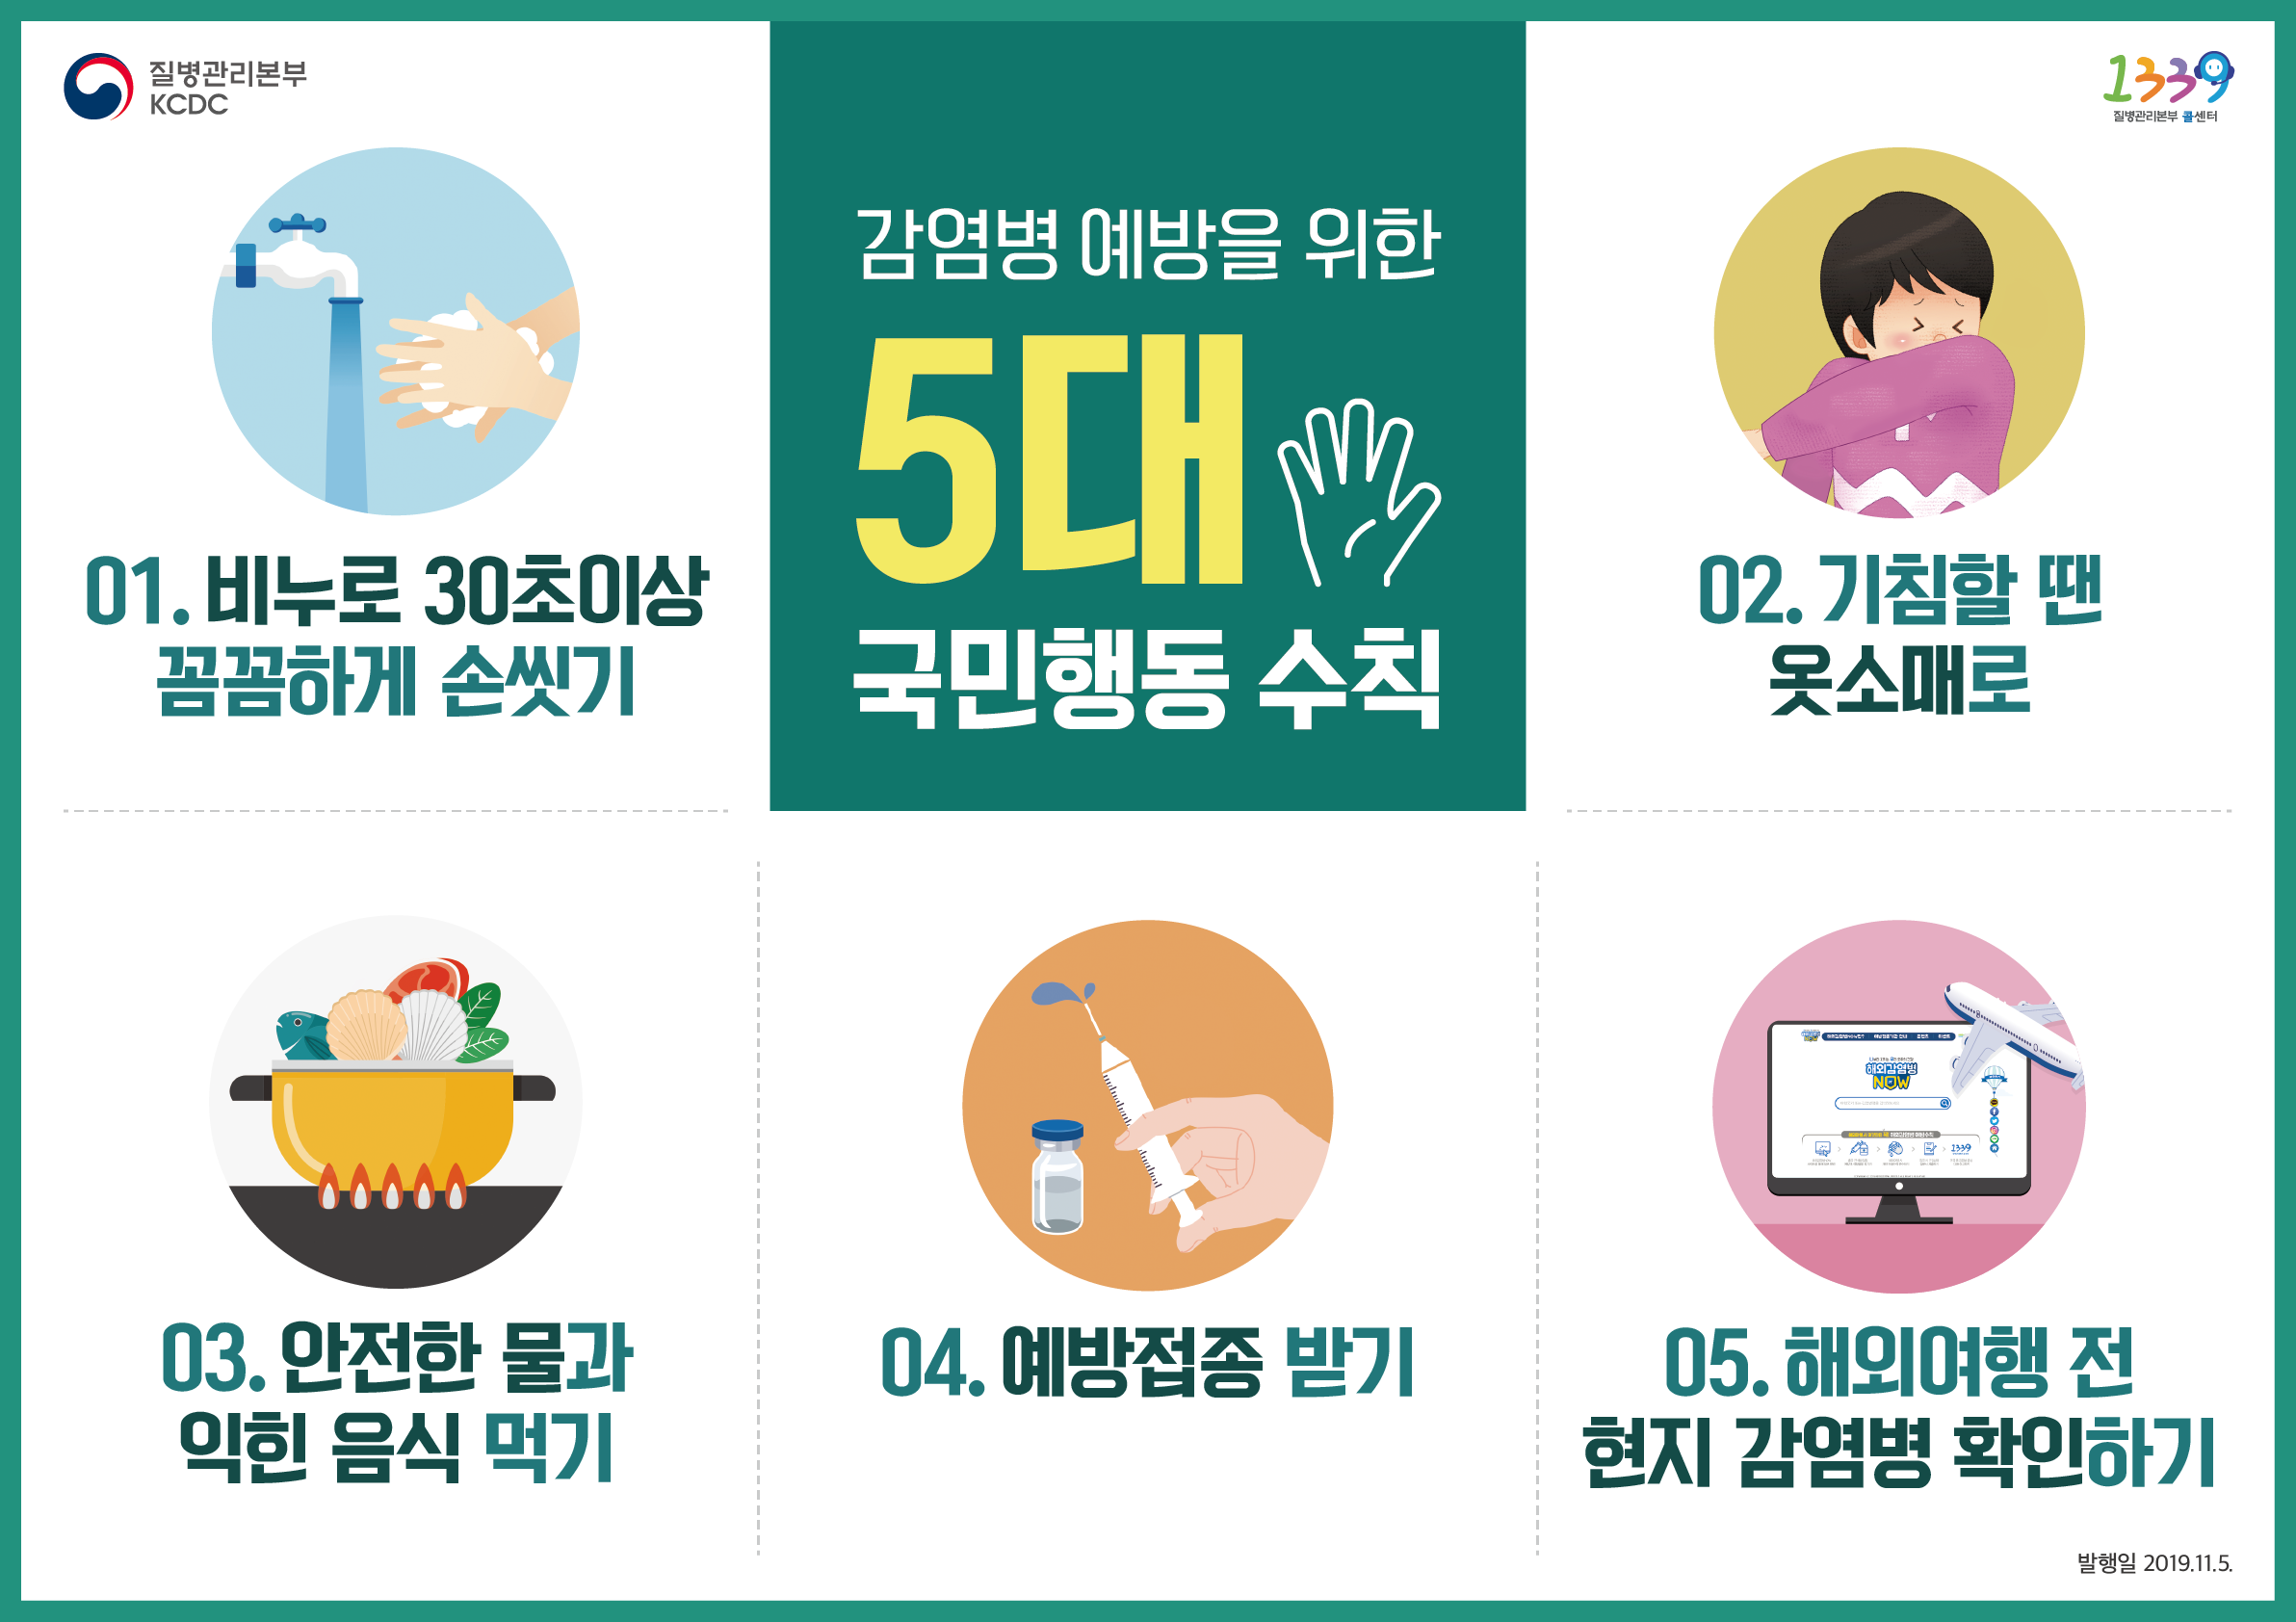 질병관리본부
KCDC
1339
질병관리본부 콜센터
감염병 예방을 위한
5대
국민행동 수칙
01. 비누로 30초이상
꼼꼼하게 손씻기
02. 기침할 땐
옷소매로
03. 안전한 물과
익힌 음식 먹기
04. 예방접종 받기
해외감염병
NOW
1339
05. 해외여행 전
현지 감염병 확인하기
발행일 2019.11.5.